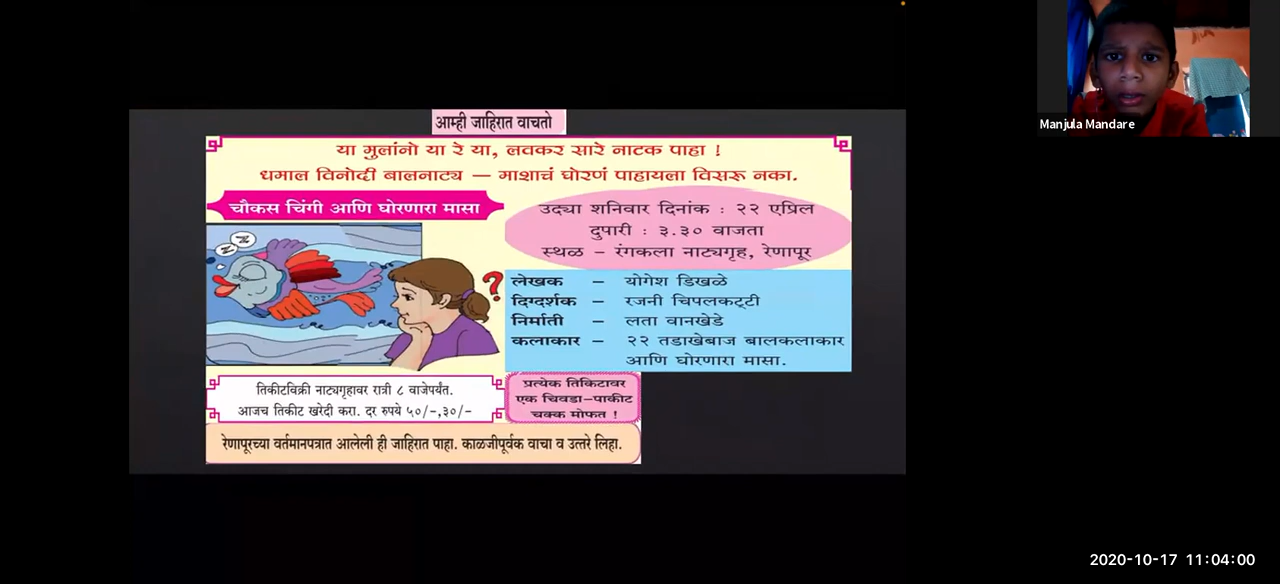 आम्ही जाहिरात वाचतो
या मुलांनो या रे या, लवकर सारे नाटक पाहा !
धमाल विनोदी बालनाट्य — माशाचं घोरणं पाहायला विसरू नका.
चौकस चिंगी आणि घोरणारा मासा
उद्या शनिवार दिनांक : २२ एप्रिल
दुपारी : ३.३० वाजता
स्थळ – रंगकला नाट्यगृह, रेणापूर
Z Z
?
लेखक – योगेश डिखळे
दिग्दर्शक – रजनी चिपलकट्टी
निर्माती – लता वानखेडे
कलाकार – २२ तडाखेबाज बालकलाकार
आणि घोरणारा मासा.
तिकीटविक्री नाट्यगृहावर रात्री ८ वाजेपर्यंत.
आजच तिकीट खरेदी करा. दर रुपये ५०/–,३०/–
प्रत्येक तिकिटावर
एक चिवडा–पाकीट
चक्क मोफत !
रेणापूरच्या वर्तमानपत्रात आलेली ही जाहिरात पाहा. काळजीपूर्वक वाचा व उत्तरे लिहा.
Manjula Mandare
2020-10-17 11:04:00